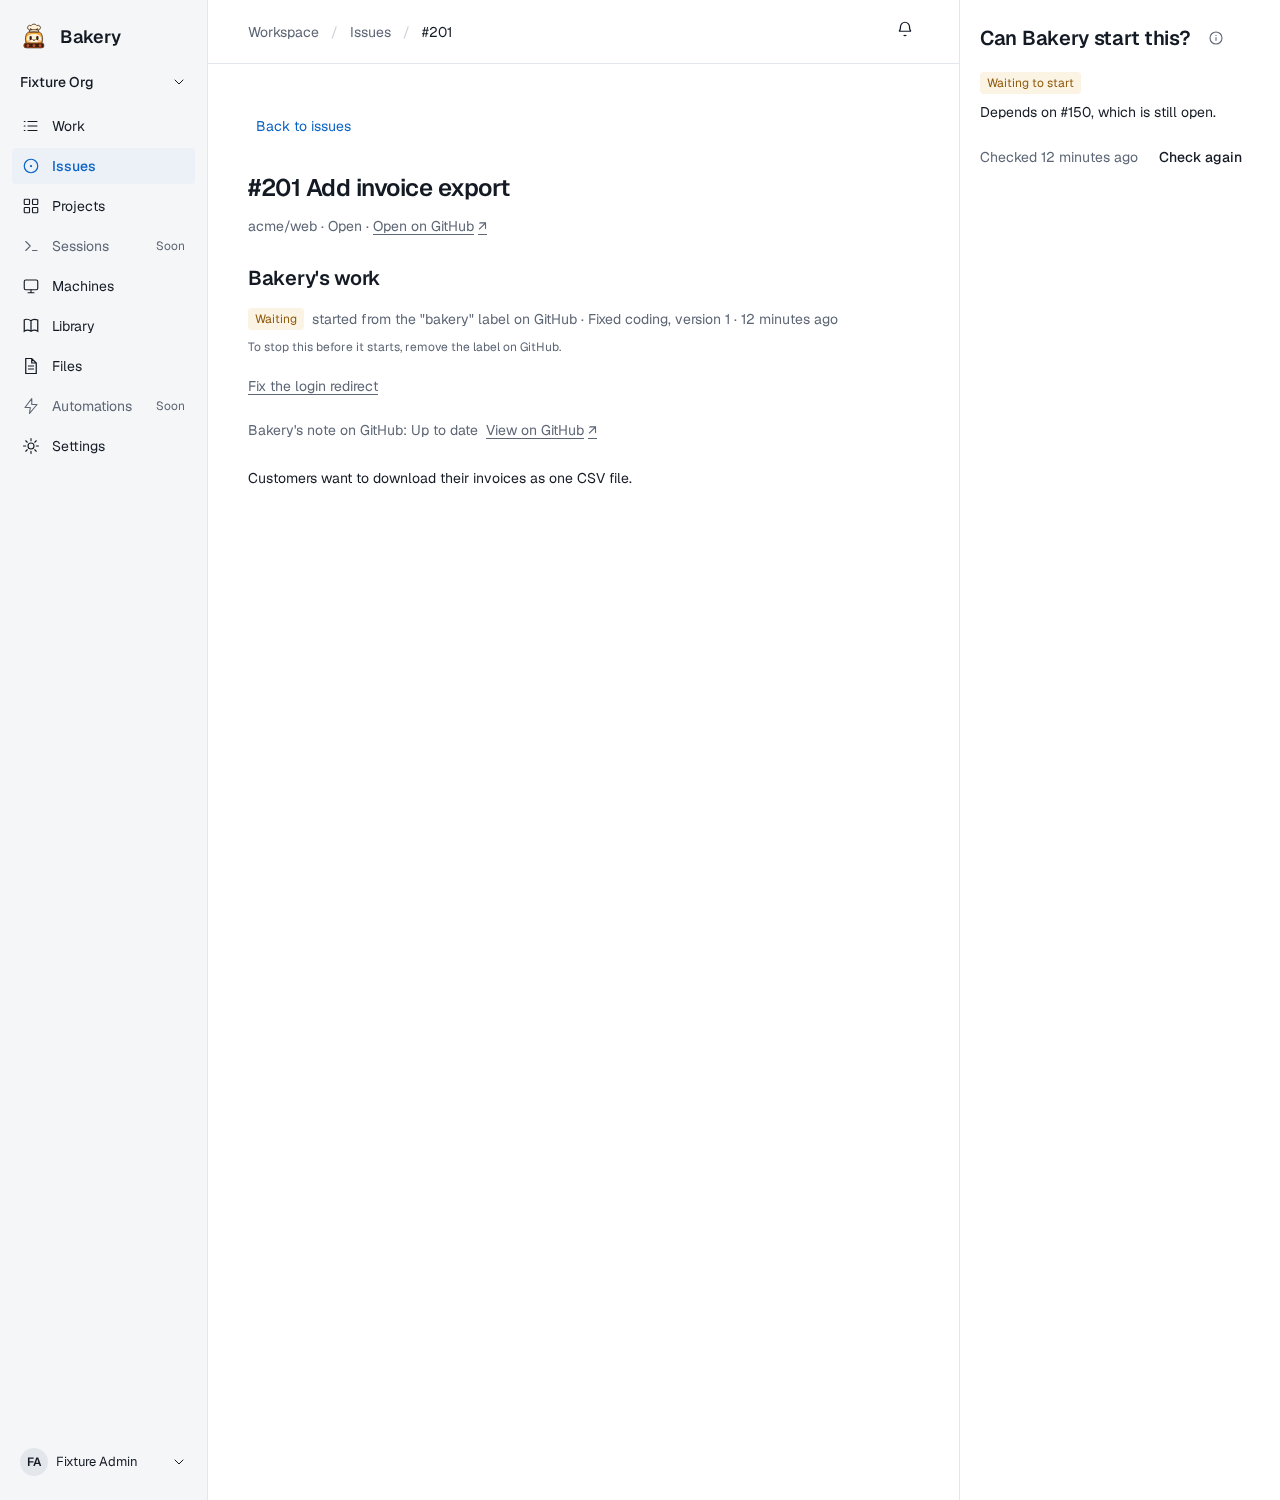 Bakery
Fixture Org
Work
Issues
Projects
Sessions Soon
Machines
Library
Files
Automations Soon
Settings
FA Fixture Admin
Workspace / Issues / #201
Back to issues
#201 Add invoice export
acme/web · Open · Open on GitHub ↗
Bakery's work
Waiting started from the "bakery" label on GitHub · Fixed coding, version 1 · 12 minutes ago
To stop this before it starts, remove the label on GitHub.
Fix the login redirect
Bakery's note on GitHub: Up to date View on GitHub ↗
Customers want to download their invoices as one CSV file.
Can Bakery start this?
Waiting to start
Depends on #150, which is still open.
Checked 12 minutes ago Check again